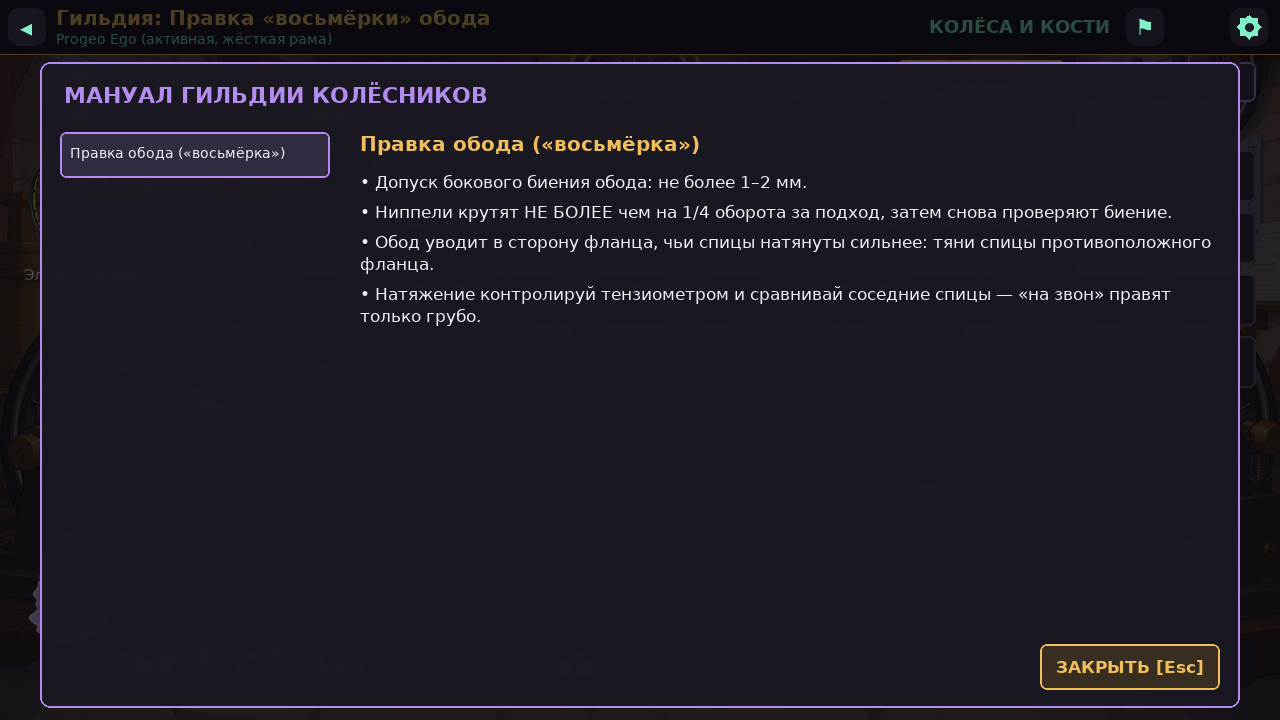 Гильдия: Правка «восьмёрки» обода
Progeo Ego (активная, жёсткая рама)
КОЛЁСА И КОСТИ
МАНУАЛ ГИЛЬДИИ КОЛЁСНИКОВ
Правка обода («восьмёрка»)
Правка обода («восьмёрка»)
• Допуск бокового биения обода: не более 1–2 мм.
• Ниппели крутят НЕ БОЛЕЕ чем на 1/4 оборота за подход, затем снова проверяют биение.
• Обод уводит в сторону фланца, чьи спицы натянуты сильнее: тяни спицы противоположного
фланца.
• Натяжение контролируй тензиометром и сравнивай соседние спицы — «на звон» правят
только грубо.
ЗАКРЫТЬ [Esc]